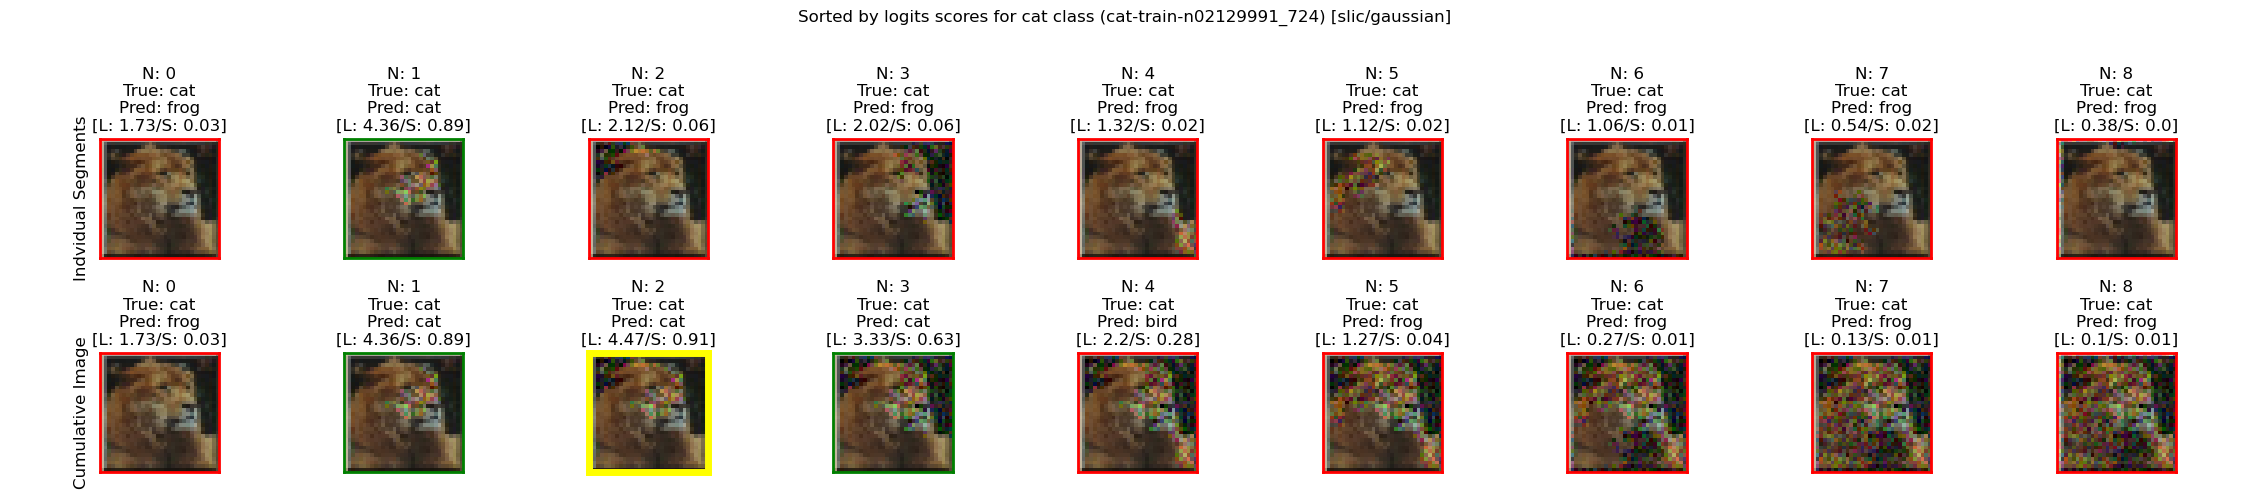 Sorted by logits scores for cat class (cat-train-n02129991_724) [slic/gaussian]
Indvidual Segments
N: 0
True: cat
Pred: frog
[L: 1.73/S: 0.03]
N: 1
True: cat
Pred: cat
[L: 4.36/S: 0.89]
N: 2
True: cat
Pred: frog
[L: 2.12/S: 0.06]
N: 3
True: cat
Pred: frog
[L: 2.02/S: 0.06]
N: 4
True: cat
Pred: frog
[L: 1.32/S: 0.02]
N: 5
True: cat
Pred: frog
[L: 1.12/S: 0.02]
N: 6
True: cat
Pred: frog
[L: 1.06/S: 0.01]
N: 7
True: cat
Pred: frog
[L: 0.54/S: 0.02]
N: 8
True: cat
Pred: frog
[L: 0.38/S: 0.0]
Cumulative Image
N: 0
True: cat
Pred: frog
[L: 1.73/S: 0.03]
N: 1
True: cat
Pred: cat
[L: 4.36/S: 0.89]
N: 2
True: cat
Pred: cat
[L: 4.47/S: 0.91]
N: 3
True: cat
Pred: cat
[L: 3.33/S: 0.63]
N: 4
True: cat
Pred: bird
[L: 2.2/S: 0.28]
N: 5
True: cat
Pred: frog
[L: 1.27/S: 0.04]
N: 6
True: cat
Pred: frog
[L: 0.27/S: 0.01]
N: 7
True: cat
Pred: frog
[L: 0.13/S: 0.01]
N: 8
True: cat
Pred: frog
[L: 0.1/S: 0.01]